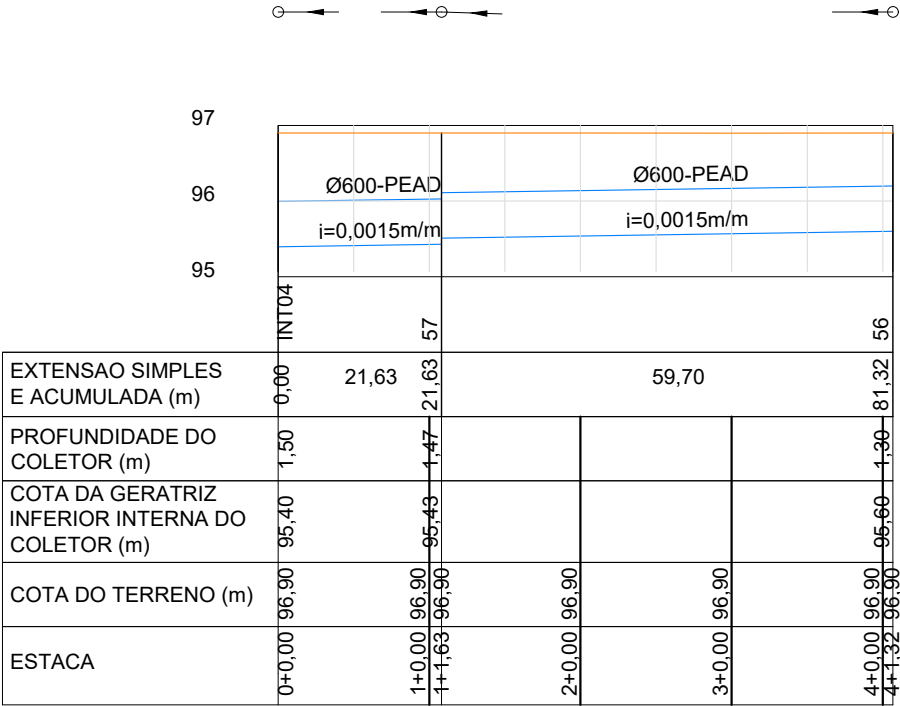 97
96
95
Ø600-PEAD
i=0,0015m/m
Ø600-PEAD
i=0,0015m/m
INT04
57
56
EXTENSAO SIMPLES
E ACUMULADA (m)
0,00
21,63
21,63
59,70
81,32
PROFUNDIDADE DO
COLETOR (m)
1,50
1,47
1,30
COTA DA GERATRIZ
INFERIOR INTERNA DO
COLETOR (m)
95,40
95,43
95,60
COTA DO TERRENO (m)
96,90
96,90
96,90
96,90
96,90
96,90
96,90
ESTACA
0+0,00
1+0,00
1+1,63
2+0,00
3+0,00
4+0,00
4+1,32